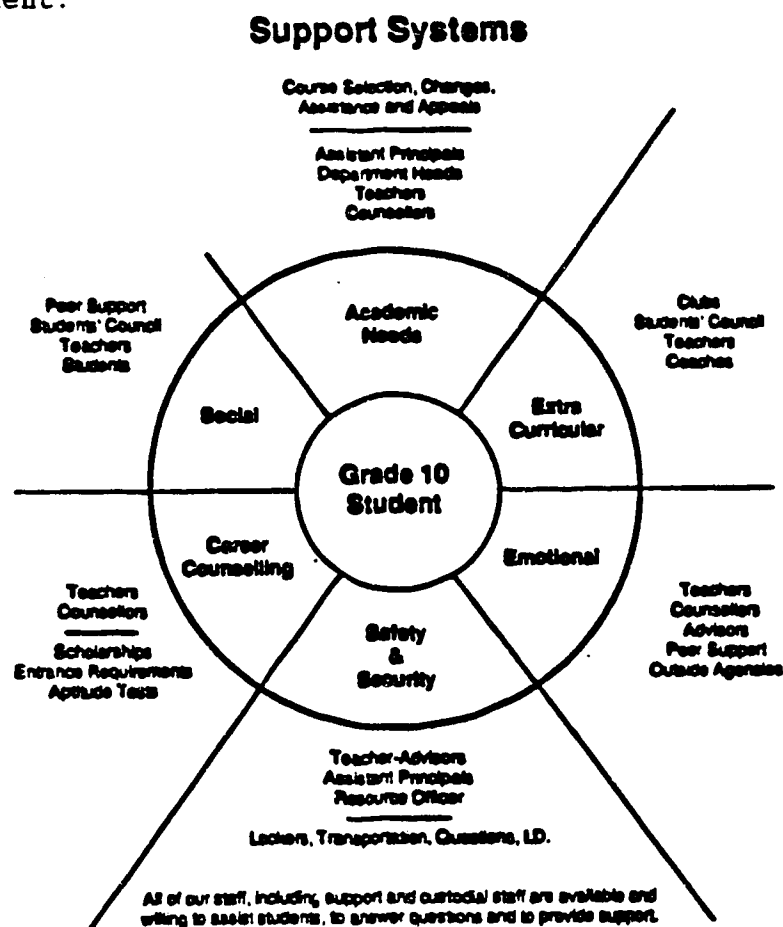 ent.
Support Systems
Course Selection, Changes,
Assistance and Appeals
Assistant Principals
Department Heads
Teachers
Counsellors
Peer Support
Students' Council
Teachers
Students
Clubs
Students' Council
Teachers
Coaches
Academic
Needs
Social
Extra
Curricular
Grade 10
Student
Career
Counselling
Emotional
Safety
&
Security
Teachers
Counsellors
Scholarships
Entrance Requirements
Aptitude Tests
Teachers
Counsellors
Advisors
Peer Support
Outside Agencies
Teacher-Advisors
Assistant Principals
Resource Officer
Lockers, Transportation, Questions, I.D.
All of our staff, including support and custodial staff are available and
willing to assist students, to answer questions and to provide support.